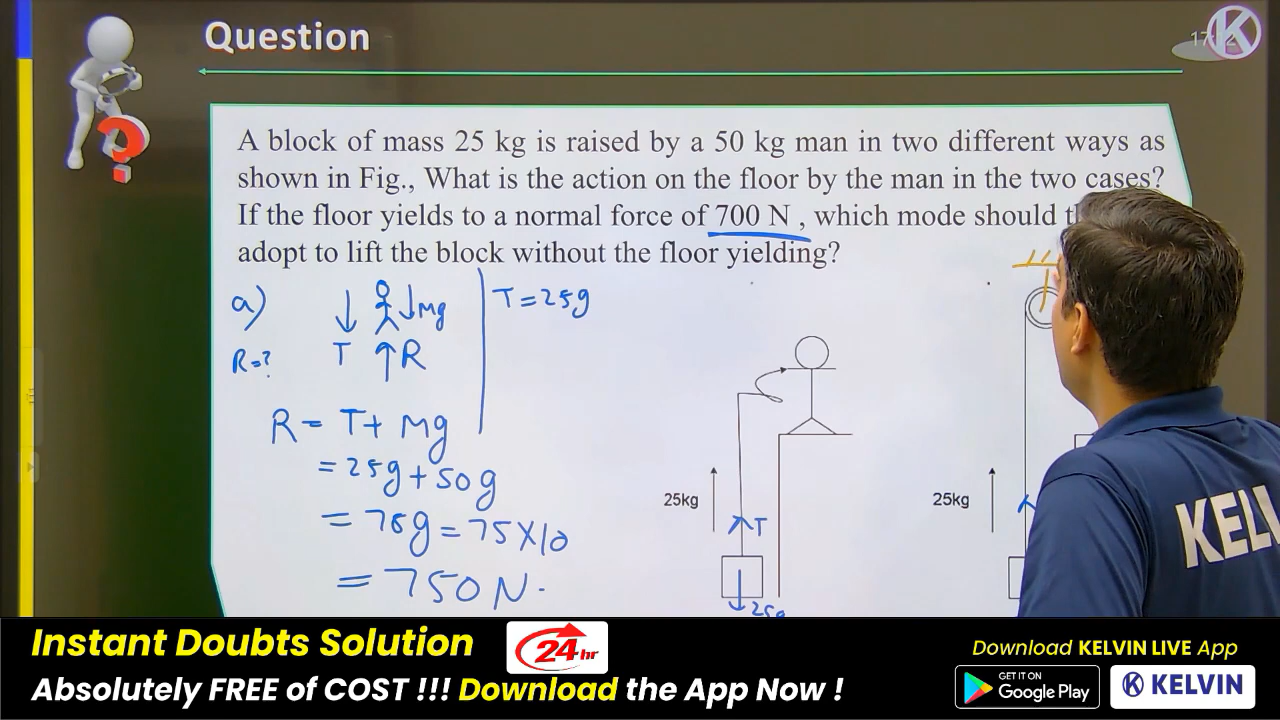 Question
17:12
A block of mass 25 kg is raised by a 50 kg man in two different ways as
shown in Fig., What is the action on the floor by the man in the two cases?
If the floor yields to a normal force of 700 N , which mode should
adopt to lift the block without the floor yielding?
a) Mg T=25g
R=? T R
R= T+ Mg
=25g+50g
= 75g=75X10
=750N.
25kg
T
25g
25kg
KEL
Instant Doubts Solution
24hr
Absolutely FREE of COST !!! Download the App Now !
Download KELVIN LIVE App
GET IT ON
Google Play
K KELVIN